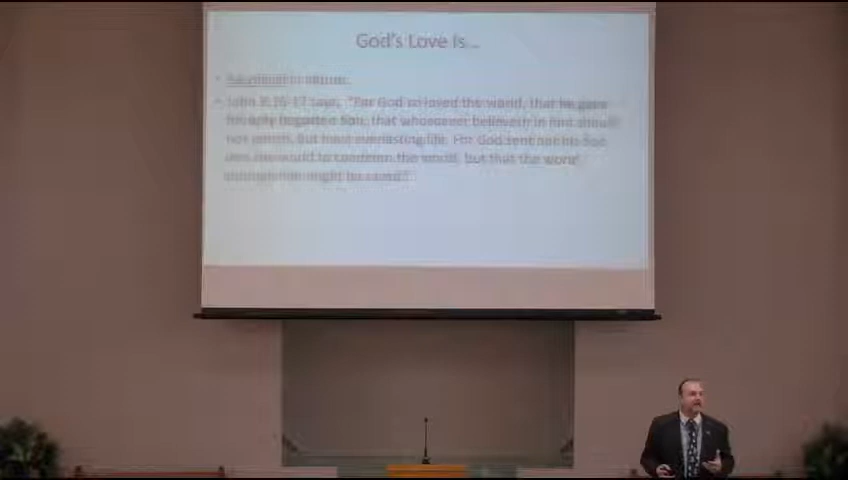 God's Love Is…
John 3:16-17 says, "For God so loved the world, that he gave
his only begotten Son, that whosoever believeth in him should
not perish, but have everlasting life. For God sent not his Son
into the world to condemn the world, but that the world
might be saved."